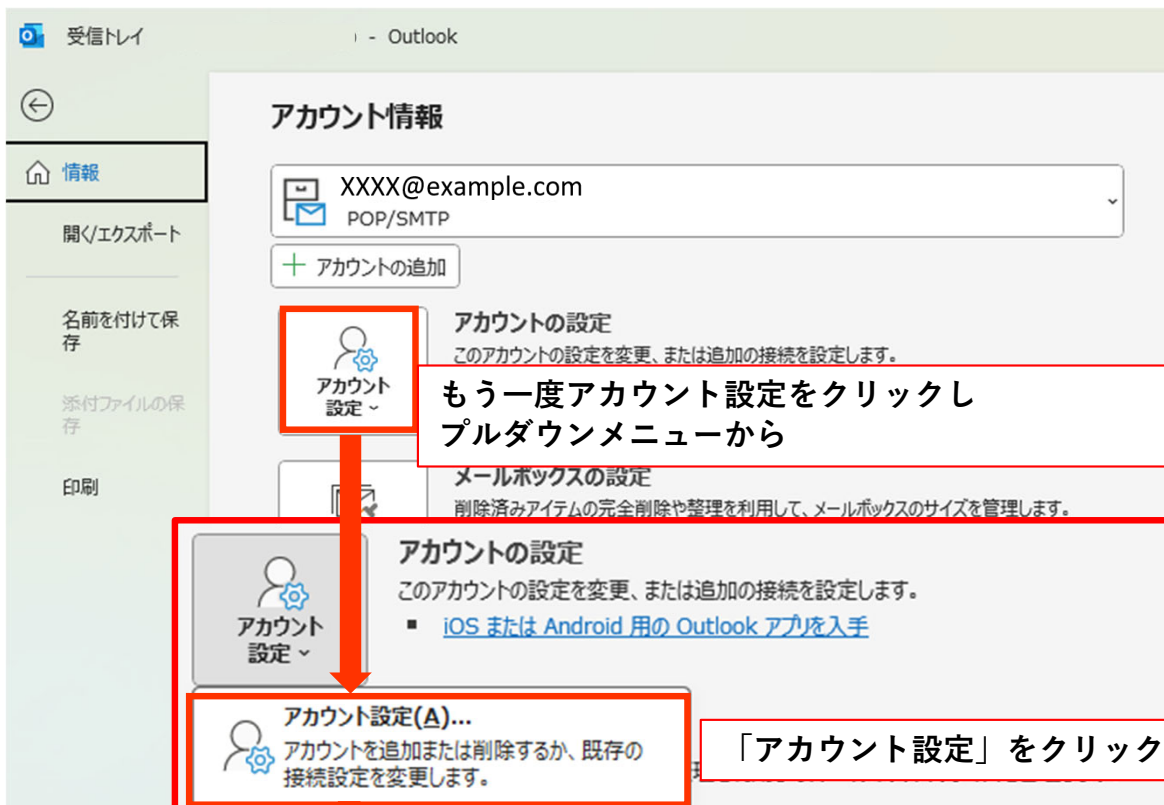 受信トレイ
- Outlook
アカウント情報
情報
XXXX@example.com
POP/SMTP
開く/エクスポート
アカウントの追加
名前を付けて保
存
アカウントの設定
このアカウントの設定を変更、または追加の接続を設定します。
アカウント
設定
添付ファイルの保
存
もう一度アカウント設定をクリックし
プルダウンメニューから
印刷
メールボックスの設定
削除済みアイテムの完全削除や整理を利用して、メールボックスのサイズを管理します。
アカウントの設定
このアカウントの設定を変更、または追加の接続を設定します。
iOS または Android 用の Outlook アプリを入手
アカウント
設定
アカウント設定(A)...
アカウントを追加または削除するか、既存の
接続設定を変更します。
「アカウント設定」をクリック